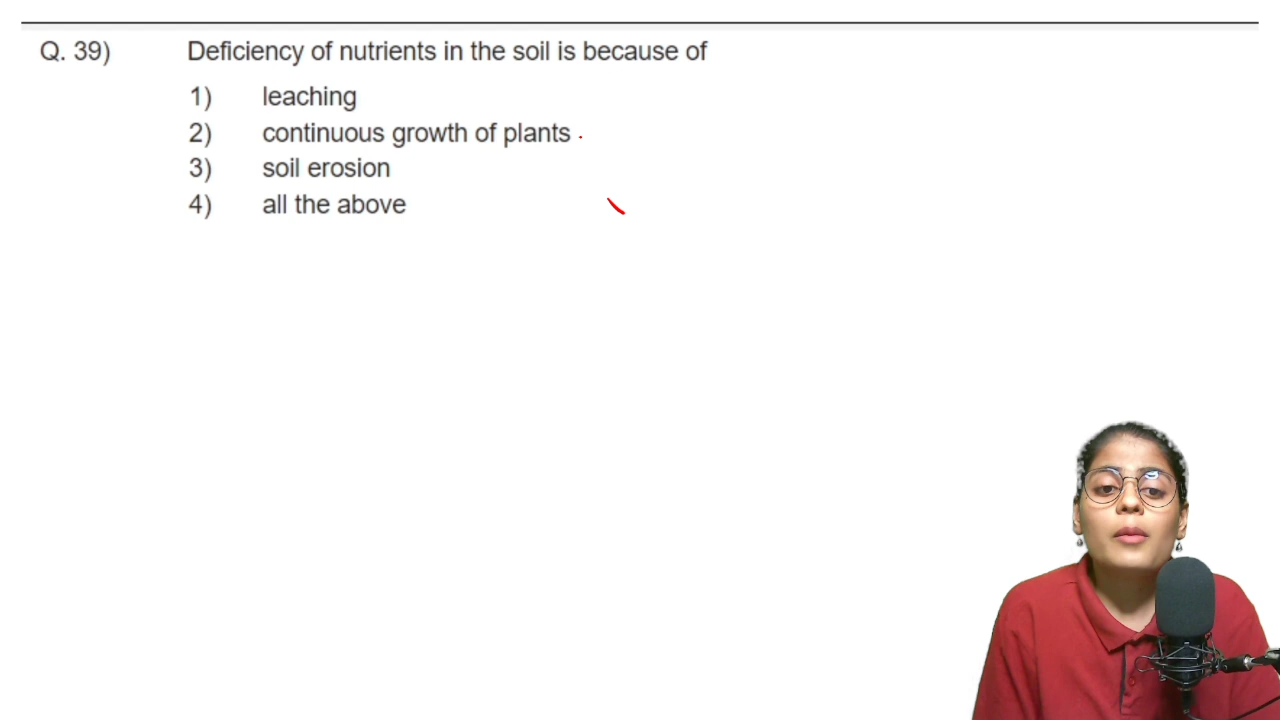 Q. 39) Deficiency of nutrients in the soil is because of
1) leaching
2) continuous growth of plants
3) soil erosion
4) all the above